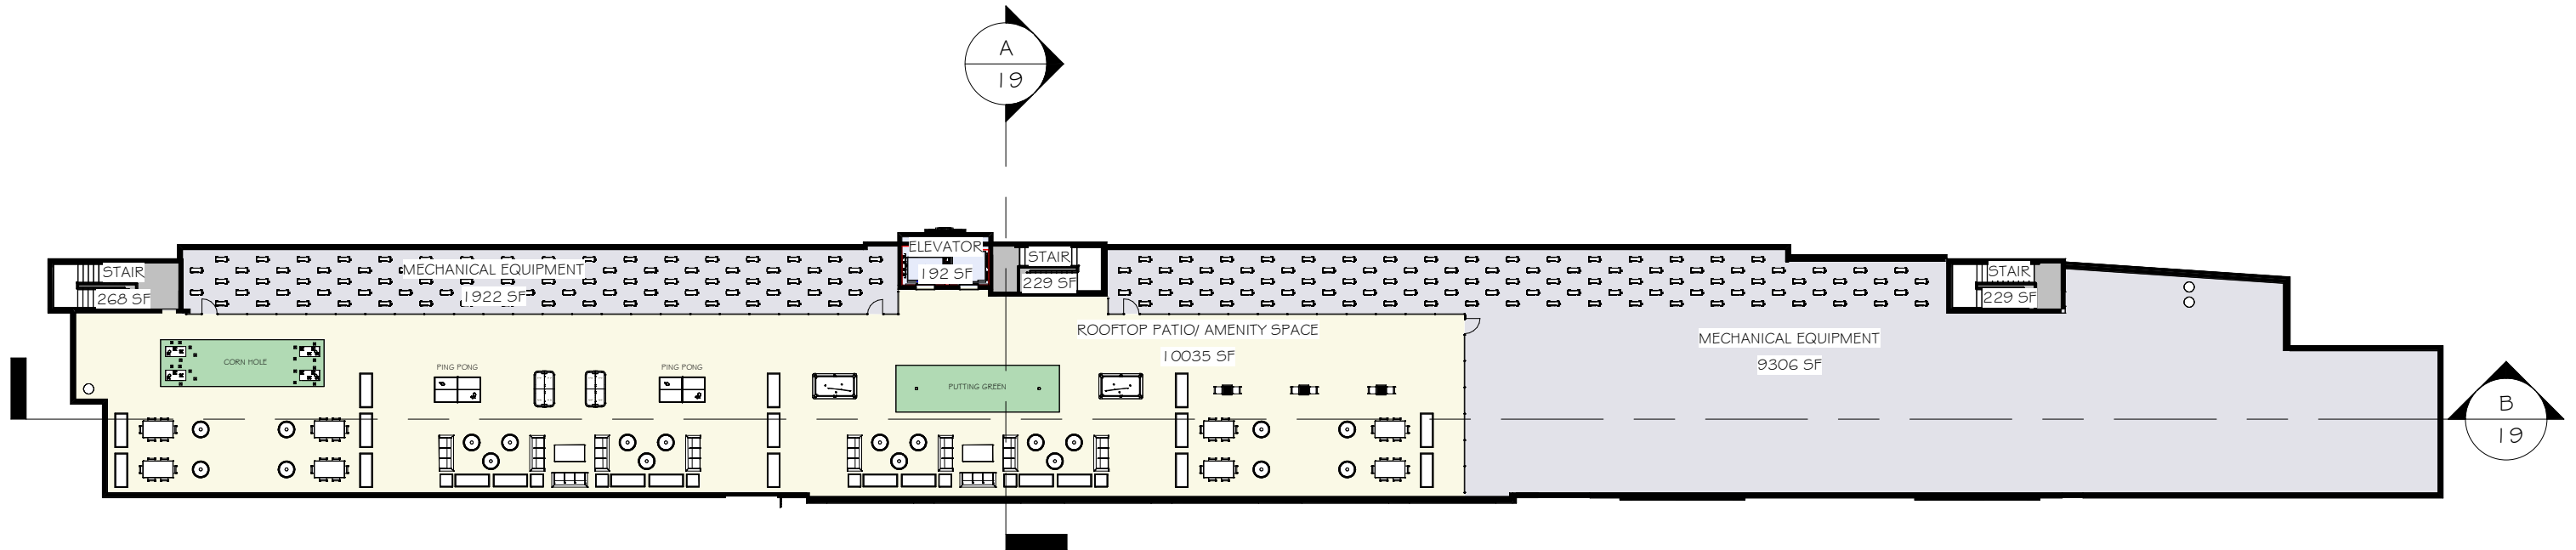 A
19
ELEVATOR
192 SF
STAIR
229 SF
STAIR
268 SF
MECHANICAL EQUIPMENT
1922 SF
STAIR
229 SF
ROOFTOP PATIO/ AMENITY SPACE
10035 SF
MECHANICAL EQUIPMENT
9306 SF
CORN HOLE
PING PONG
PING PONG
PUTTING GREEN
B
19